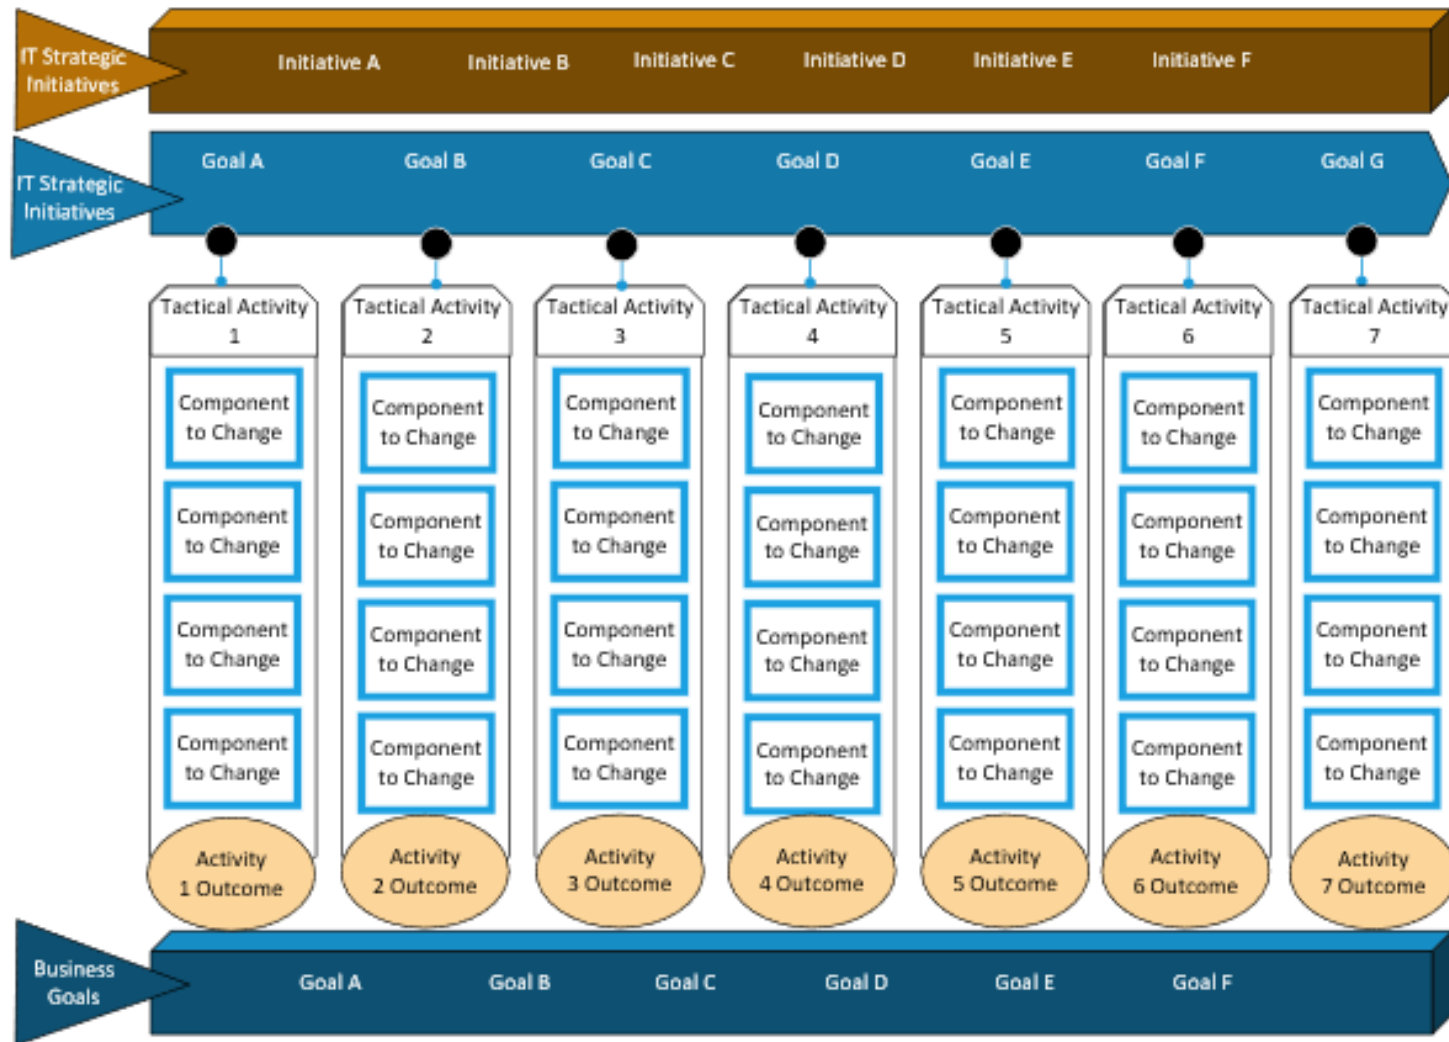 IT Strategic
Initiatives
Initiative A
Initiative B
Initiative C
Initiative D
Initiative E
Initiative F
IT Strategic
Initiatives
Goal A
Goal B
Goal C
Goal D
Goal E
Goal F
Goal G
Tactical Activity
1
Component
to Change
Component
to Change
Component
to Change
Component
to Change
Activity
1 Outcome
Tactical Activity
2
Component
to Change
Component
to Change
Component
to Change
Component
to Change
Activity
2 Outcome
Tactical Activity
3
Component
to Change
Component
to Change
Component
to Change
Component
to Change
Activity
3 Outcome
Tactical Activity
4
Component
to Change
Component
to Change
Component
to Change
Component
to Change
Activity
4 Outcome
Tactical Activity
5
Component
to Change
Component
to Change
Component
to Change
Component
to Change
Activity
5 Outcome
Tactical Activity
6
Component
to Change
Component
to Change
Component
to Change
Component
to Change
Activity
6 Outcome
Tactical Activity
7
Component
to Change
Component
to Change
Component
to Change
Component
to Change
Activity
7 Outcome
Business
Goals
Goal A
Goal B
Goal C
Goal D
Goal E
Goal F